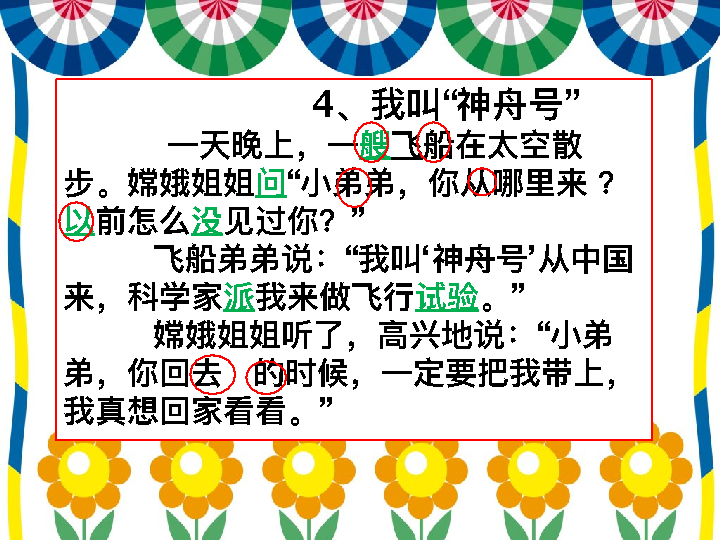 4、我叫“神舟号”
一天晚上，一艘飞船在太空散
步。嫦娥姐姐问“小弟弟，你从哪里来 ？
以前怎么没见过你？”
飞船弟弟说：“我叫‘神舟号’从中国
来，科学家派我来做飞行试验。”
嫦娥姐姐听了，高兴地说：“小弟
弟，你回去 的时候，一定要把我带上，
我真想回家看看。”